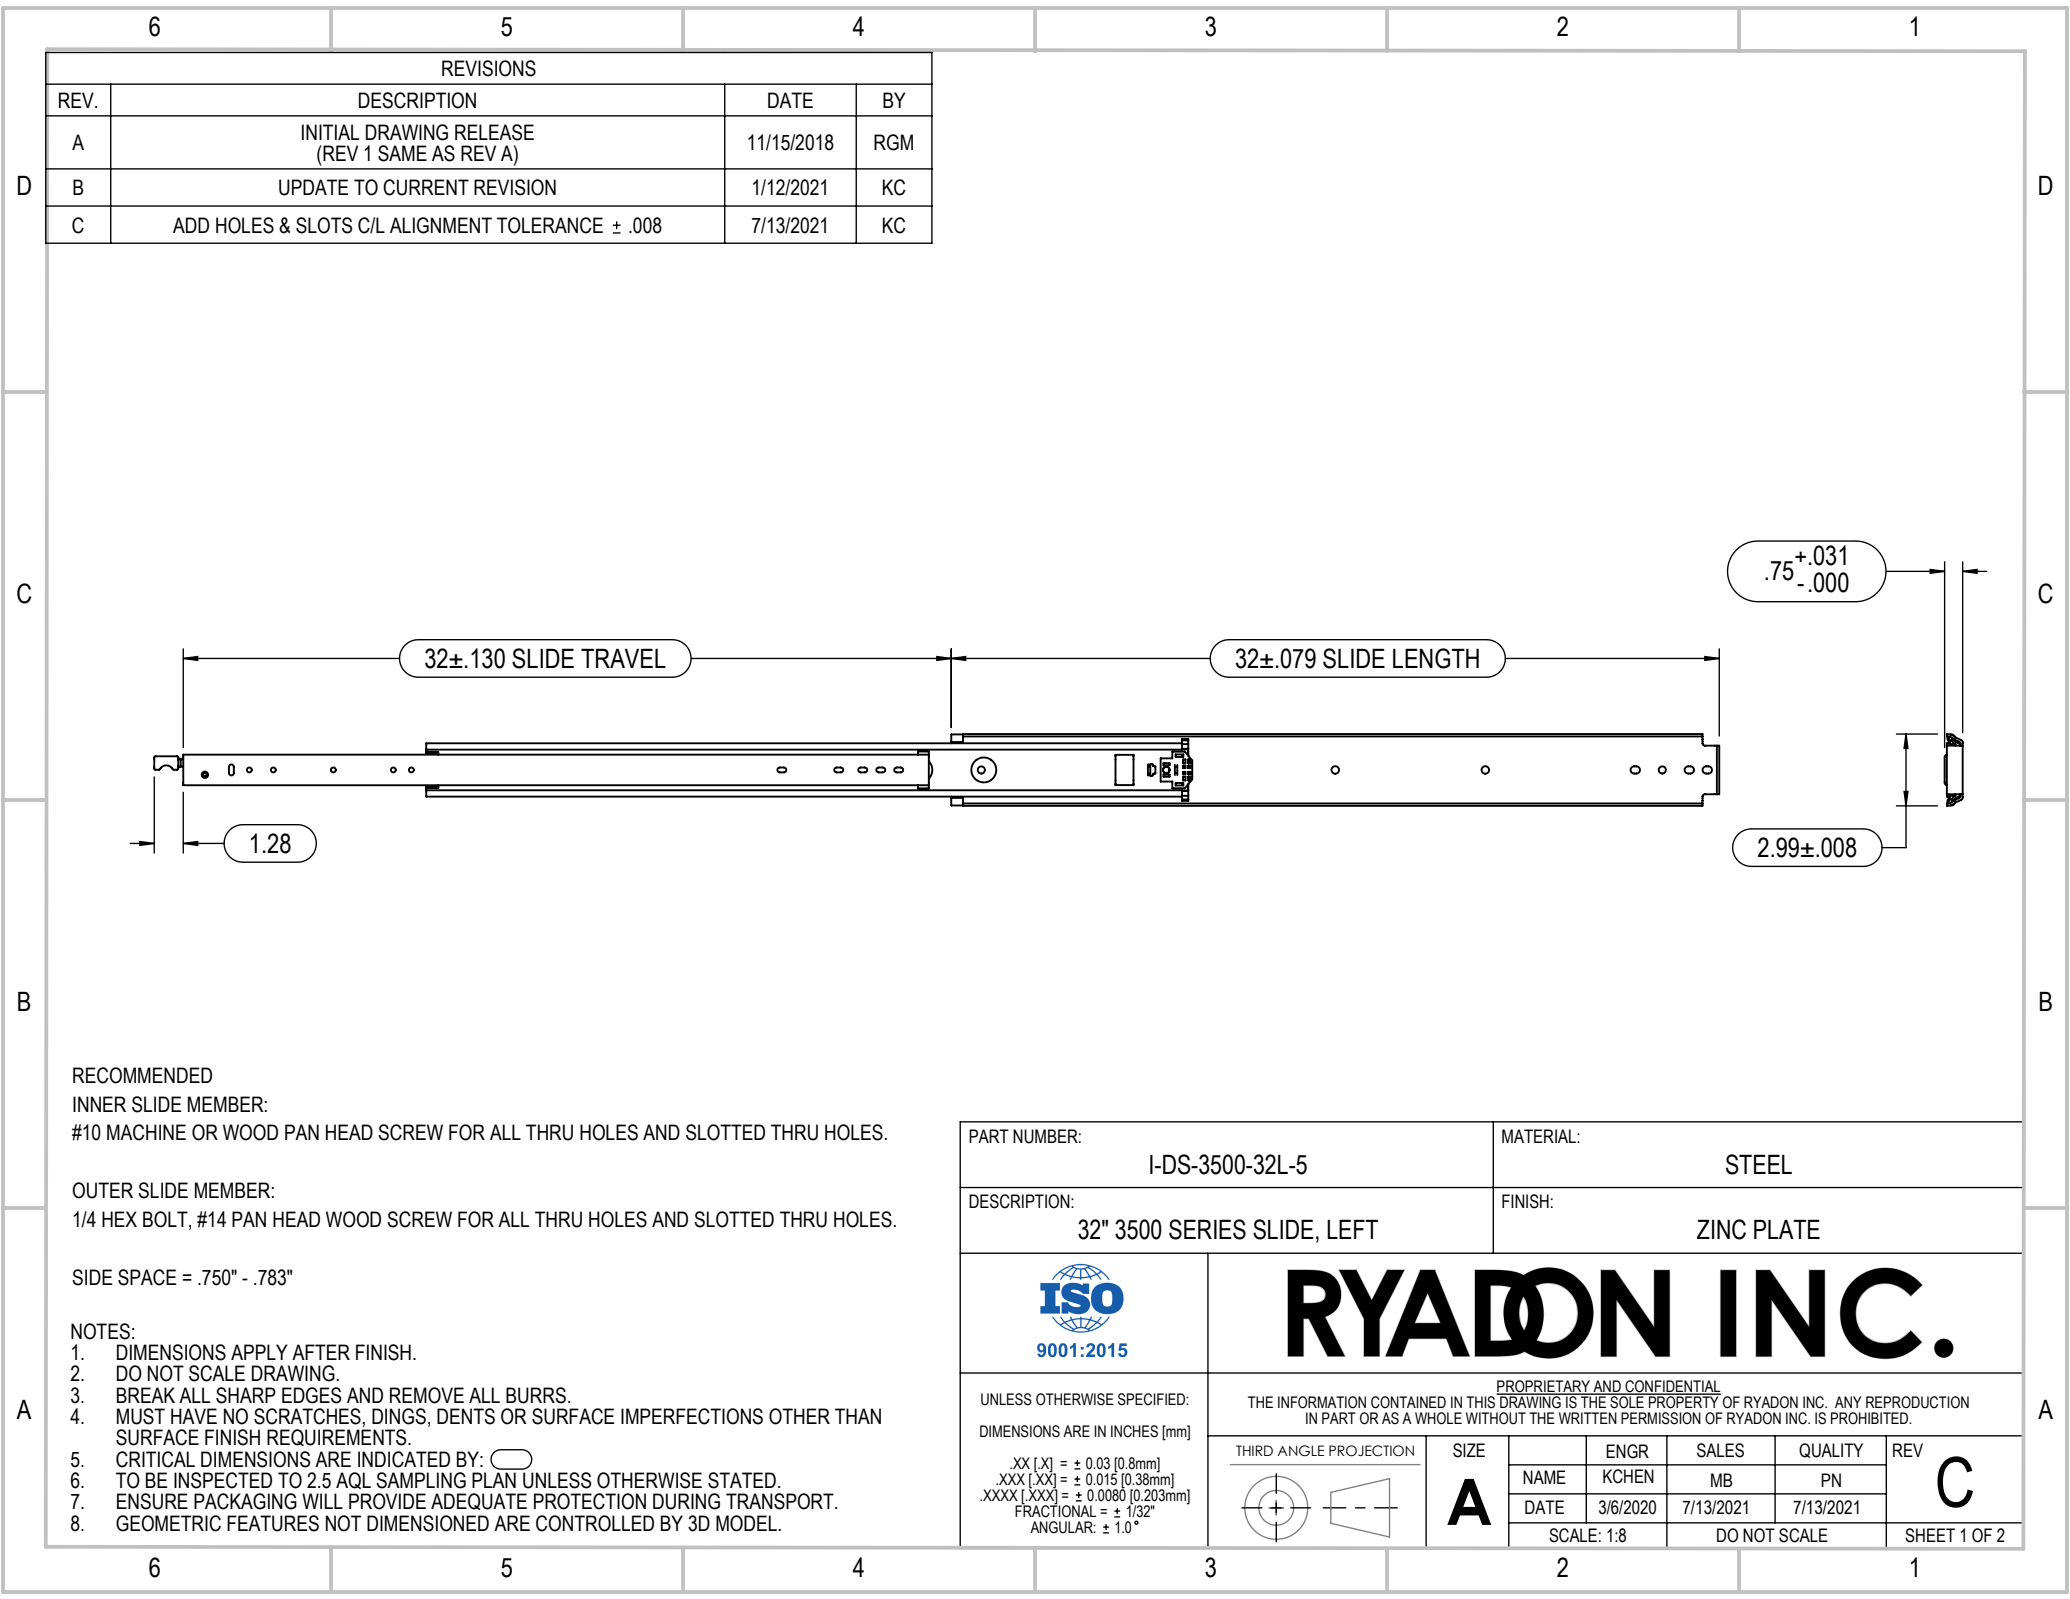 6 5 4 3 2 1
REVISIONS
REV. DESCRIPTION DATE BY
A INITIAL DRAWING RELEASE 11/15/2018 RGM
(REV 1 SAME AS REV A)
D B UPDATE TO CURRENT REVISION 1/12/2021 KC D
C ADD HOLES & SLOTS C/L ALIGNMENT TOLERANCE ± .008 7/13/2021 KC
.75 +.031
-.000
C C
32±.130 SLIDE TRAVEL 32±.079 SLIDE LENGTH
1.28 2.99±.008
B B
RECOMMENDED
INNER SLIDE MEMBER:
#10 MACHINE OR WOOD PAN HEAD SCREW FOR ALL THRU HOLES AND SLOTTED THRU HOLES.
OUTER SLIDE MEMBER:
1/4 HEX BOLT, #14 PAN HEAD WOOD SCREW FOR ALL THRU HOLES AND SLOTTED THRU HOLES.
SIDE SPACE = .750" - .783"
NOTES:
1. DIMENSIONS APPLY AFTER FINISH.
2. DO NOT SCALE DRAWING.
3. BREAK ALL SHARP EDGES AND REMOVE ALL BURRS.
4. MUST HAVE NO SCRATCHES, DINGS, DENTS OR SURFACE IMPERFECTIONS OTHER THAN
SURFACE FINISH REQUIREMENTS.
5. CRITICAL DIMENSIONS ARE INDICATED BY:
6. TO BE INSPECTED TO 2.5 AQL SAMPLING PLAN UNLESS OTHERWISE STATED.
7. ENSURE PACKAGING WILL PROVIDE ADEQUATE PROTECTION DURING TRANSPORT.
8. GEOMETRIC FEATURES NOT DIMENSIONED ARE CONTROLLED BY 3D MODEL.
PART NUMBER: MATERIAL:
I-DS-3500-32L-5 STEEL
DESCRIPTION: FINISH:
32" 3500 SERIES SLIDE, LEFT ZINC PLATE
ISO
9001:2015
RYADON INC.
UNLESS OTHERWISE SPECIFIED:
DIMENSIONS ARE IN INCHES [mm]
.XX [.X] = ± 0.03 [0.8mm]
.XXX [.XX] = ± 0.015 [0.38mm]
.XXXX [.XXX] = ± 0.0080 [0.203mm]
FRACTIONAL = ± 1/32"
ANGULAR: ± 1.0°
PROPRIETARY AND CONFIDENTIAL
THE INFORMATION CONTAINED IN THIS DRAWING IS THE SOLE PROPERTY OF RYADON INC. ANY REPRODUCTION
IN PART OR AS A WHOLE WITHOUT THE WRITTEN PERMISSION OF RYADON INC. IS PROHIBITED.
THIRD ANGLE PROJECTION SIZE ENGR SALES QUALITY REV
A NAME KCHEN MB PN C
DATE 3/6/2020 7/13/2021 7/13/2021
SCALE: 1:8 DO NOT SCALE SHEET 1 OF 2
A A
6 5 4 3 2 1